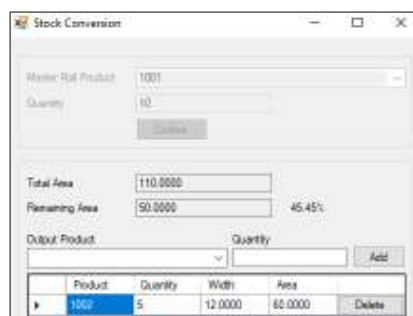 Stock Conversion
Master Roll Product 1001
Quantity 10
Confirm
Total Area 110.0000
Remaining Area 50.0000 45.45%
Output Product Quantity
Add
Product Quantity Width Area
1002 5 12.0000 60.0000 Delete